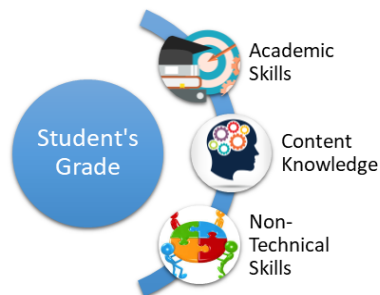 Student's
Grade
Academic
Skills
Content
Knowledge
Non-
Technical
Skills